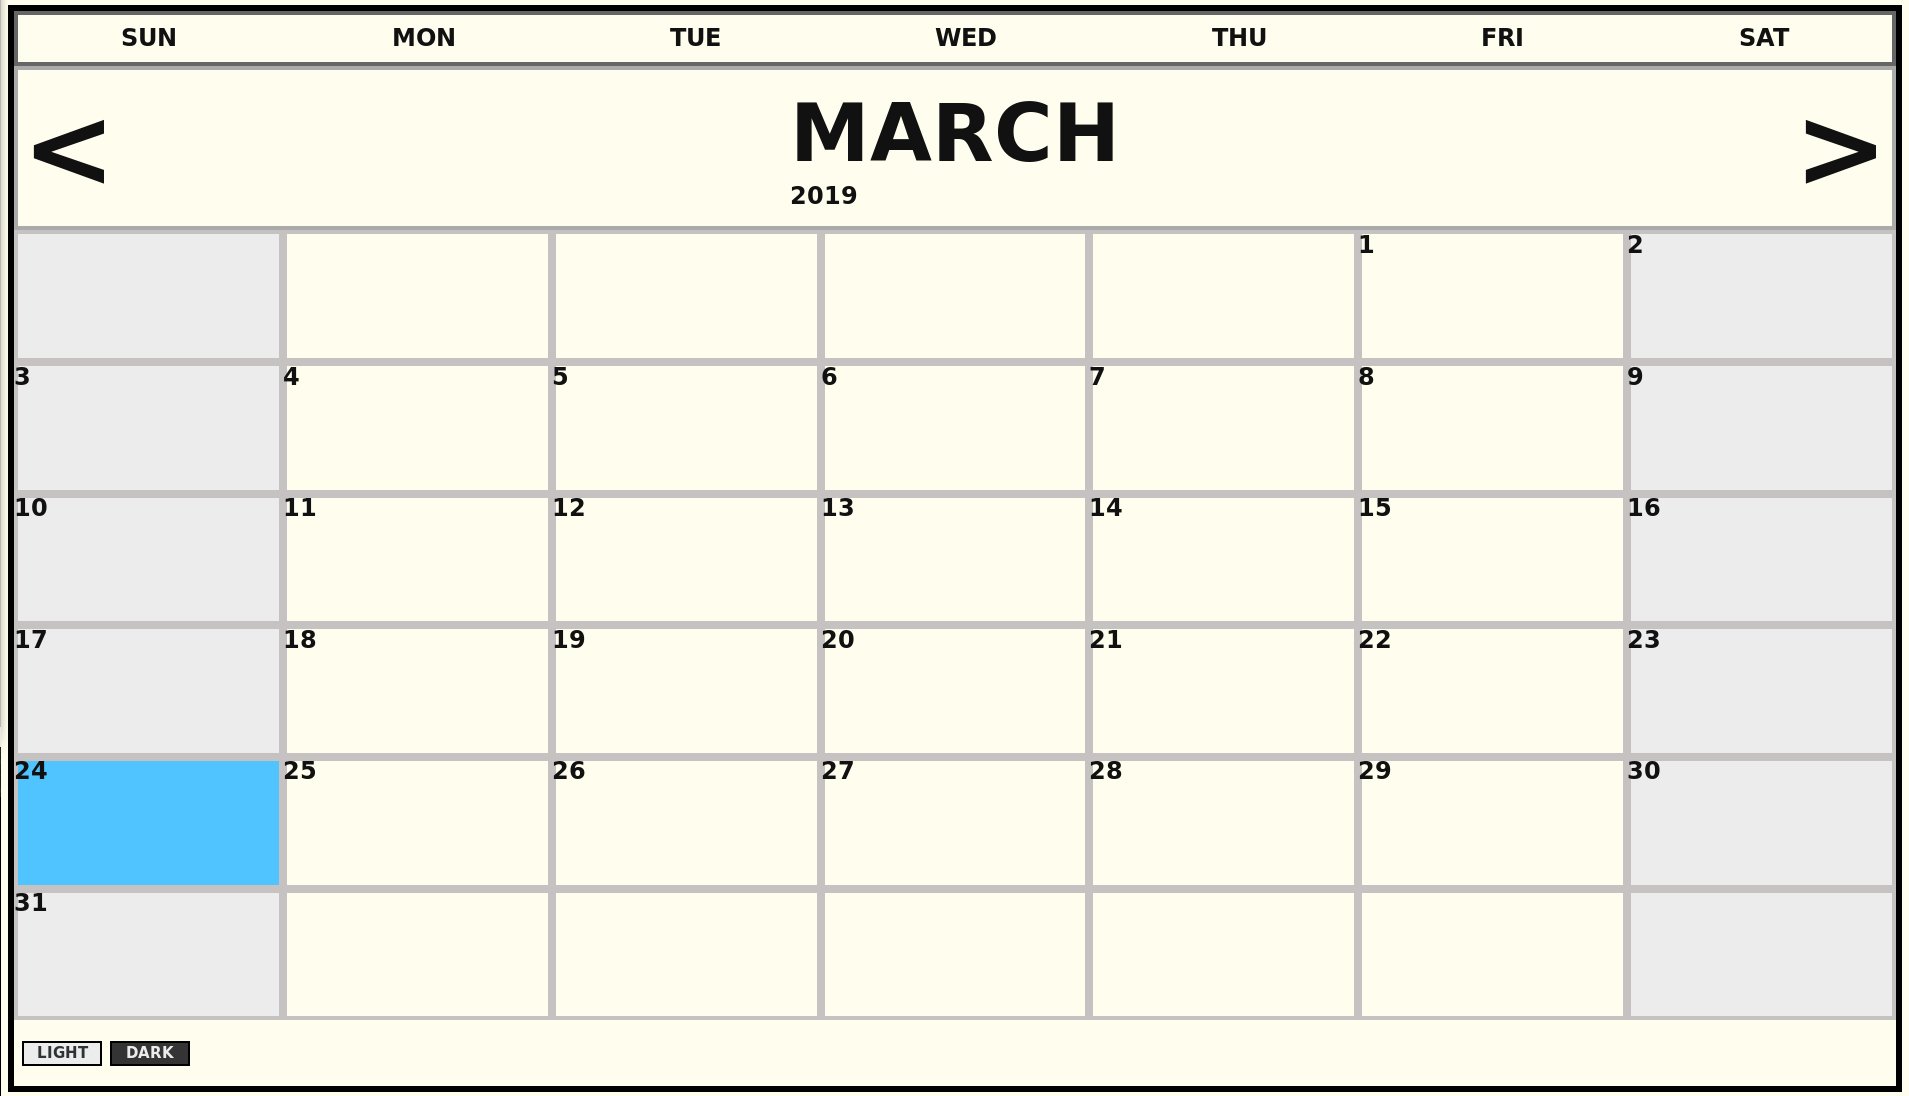 SUN MON TUE WED THU FRI SAT
< MARCH >
2019
1 2
3 4 5 6 7 8 9
10 11 12 13 14 15 16
17 18 19 20 21 22 23
24 25 26 27 28 29 30
31
LIGHT DARK